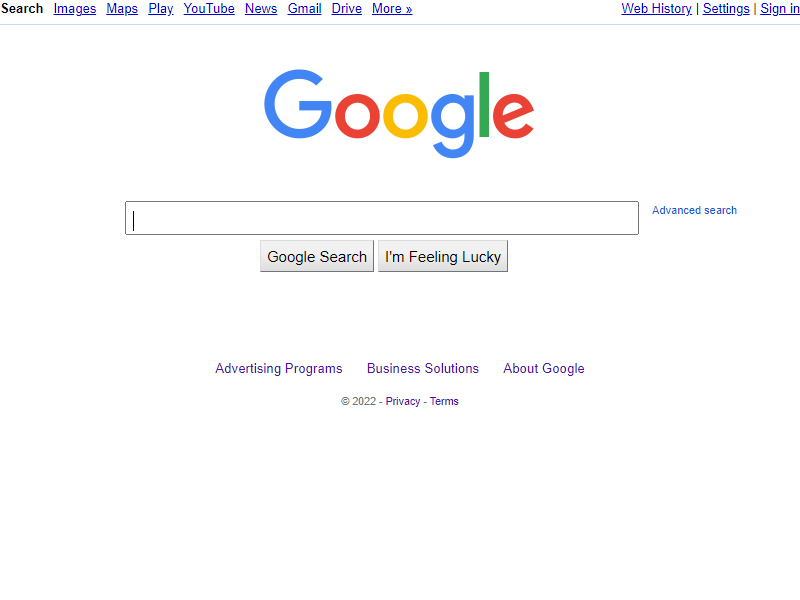 Search Images Maps Play YouTube News Gmail Drive More » Web History | Settings | Sign in
Google
Advanced search
Google Search I'm Feeling Lucky
Advertising Programs Business Solutions About Google
© 2022 - Privacy - Terms